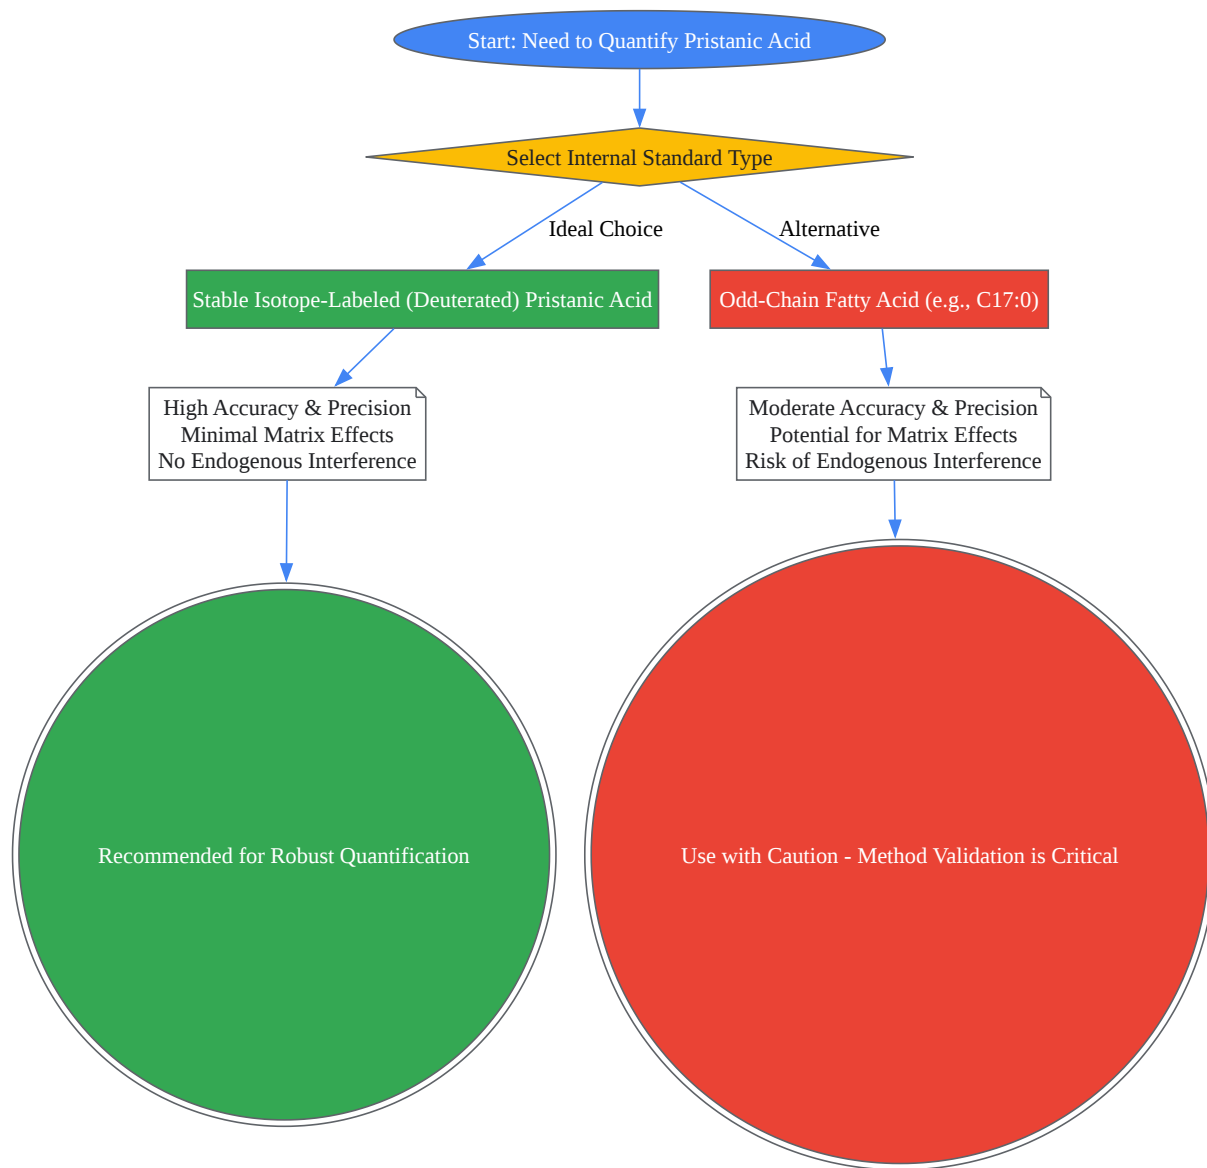 Start: Need to Quantify Pristanic Acid
Select Internal Standard Type
Ideal Choice
Alternative
Stable Isotope-Labeled (Deuterated) Pristanic Acid
Odd-Chain Fatty Acid (e.g., C17:0)
High Accuracy & Precision
Minimal Matrix Effects
No Endogenous Interference
Moderate Accuracy & Precision
Potential for Matrix Effects
Risk of Endogenous Interference
Recommended for Robust Quantification
Use with Caution - Method Validation is Critical